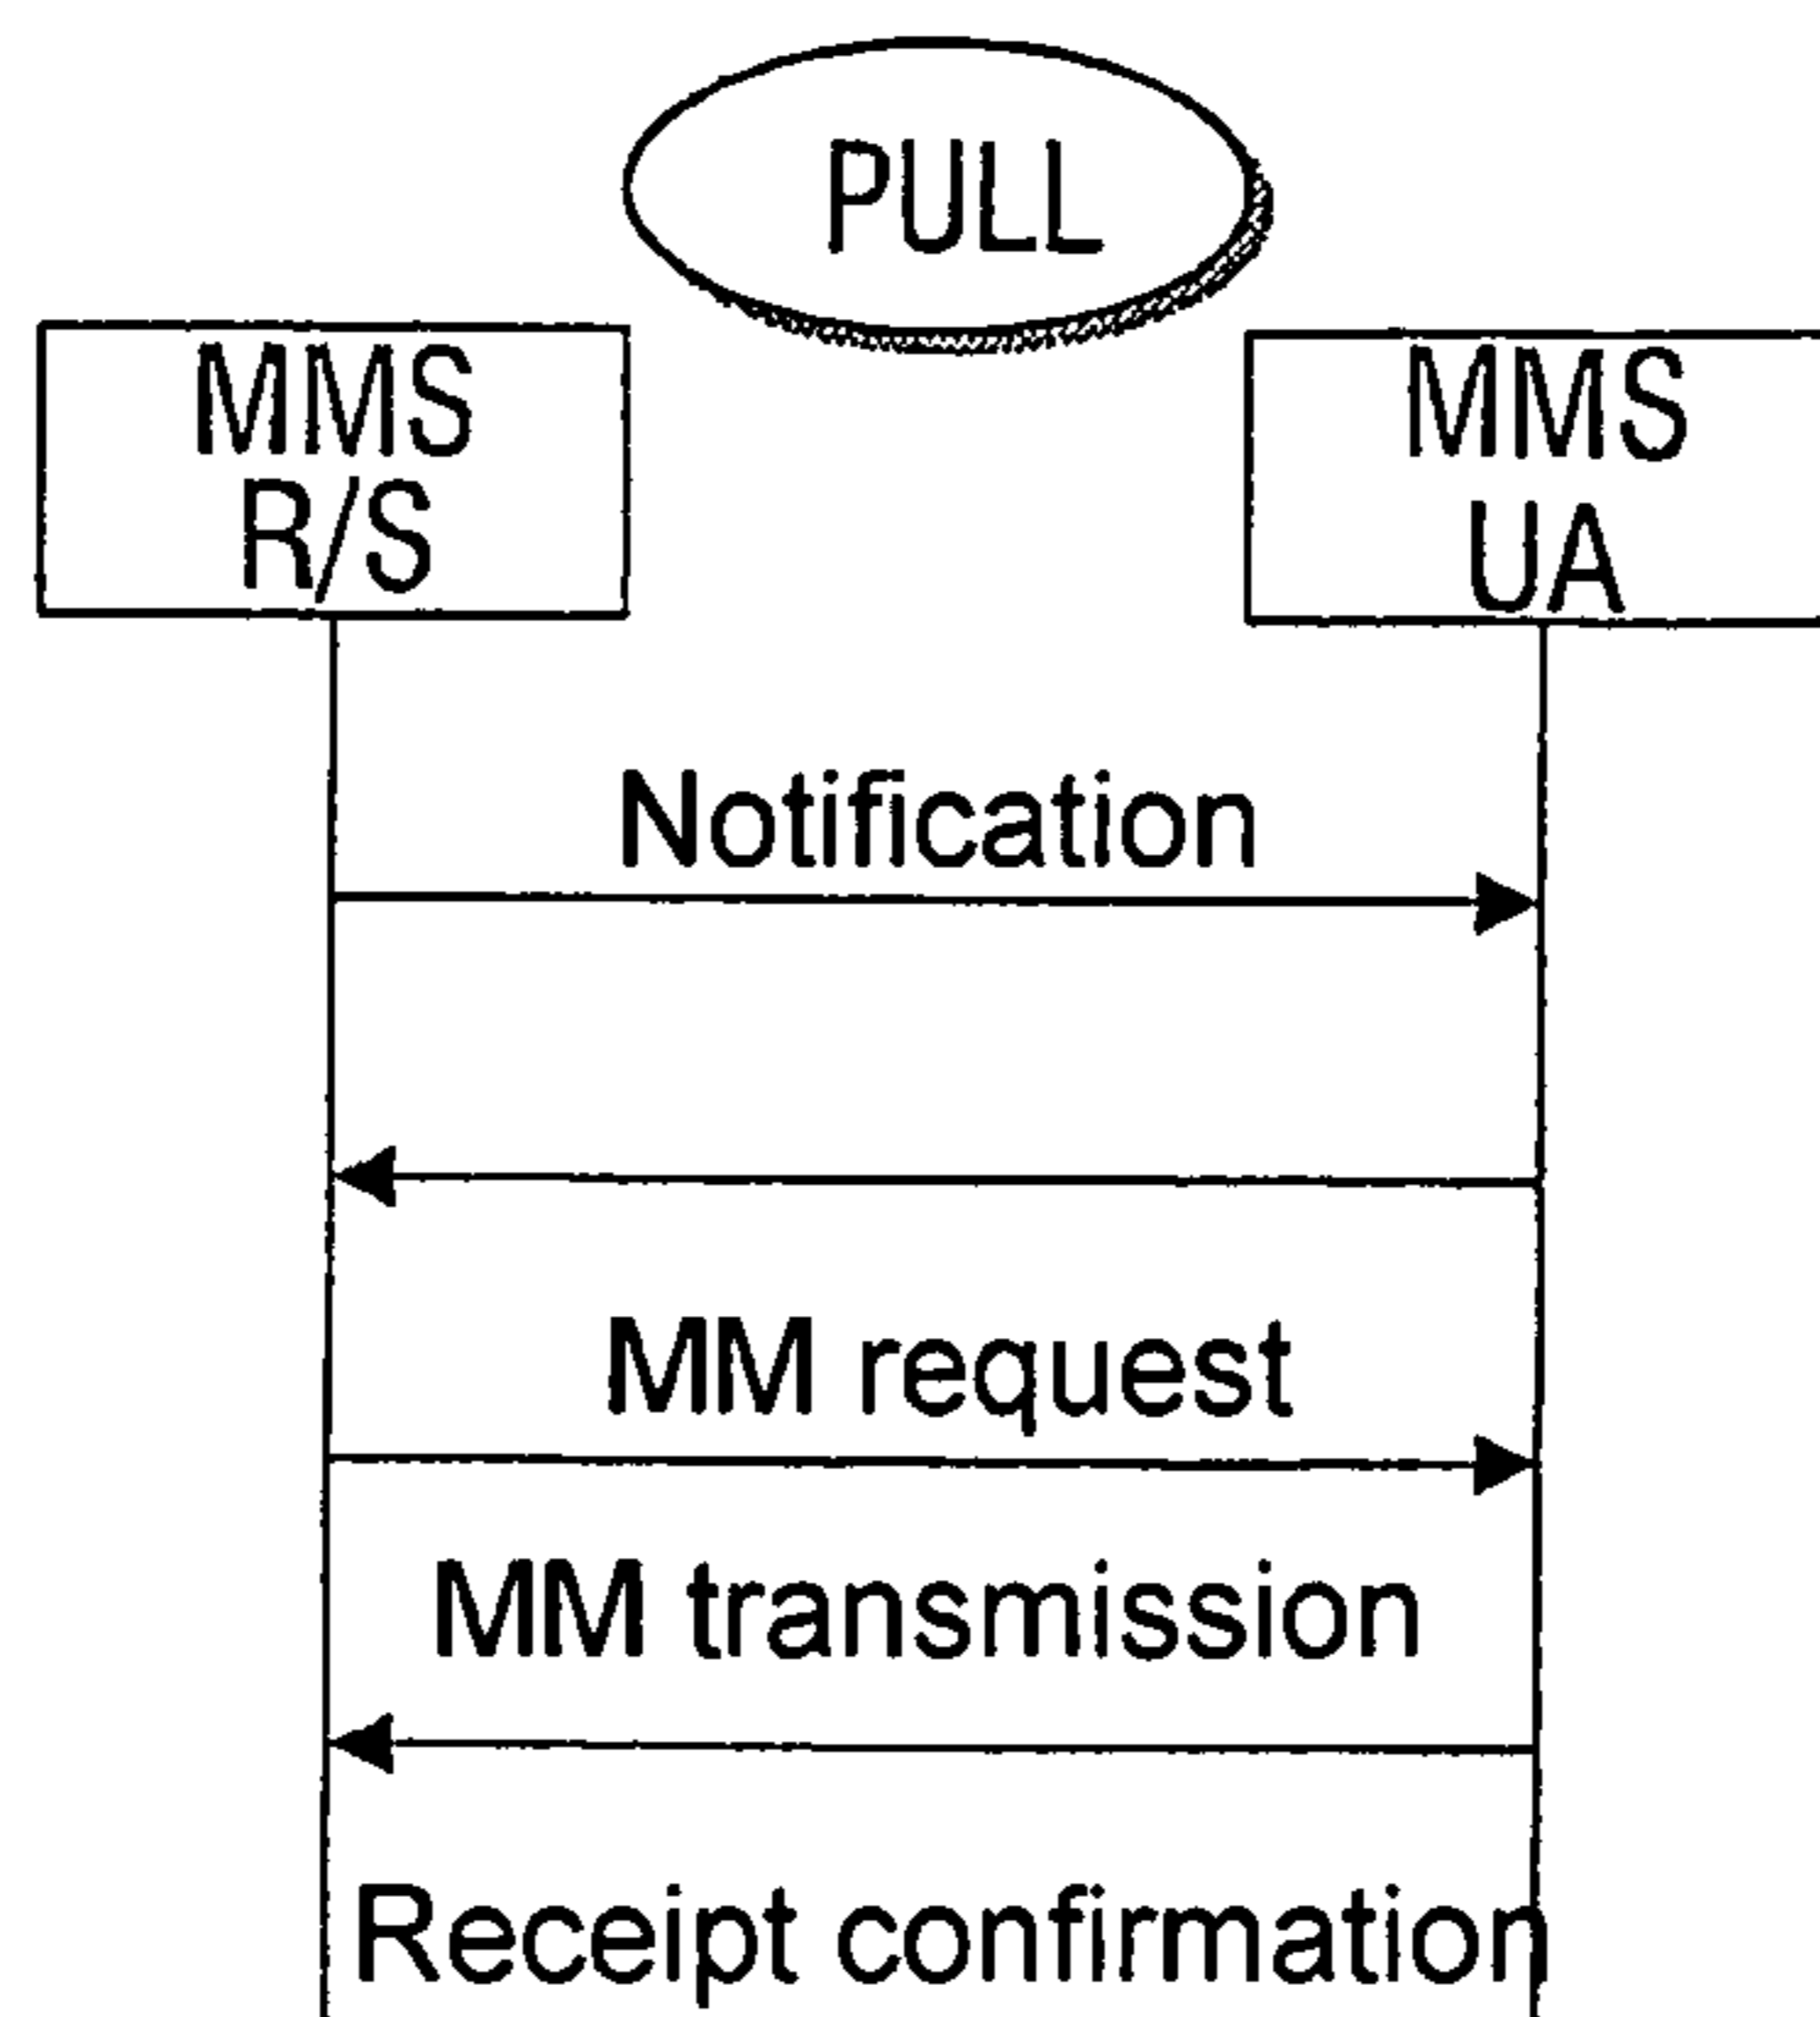 PULL
MMS
R/S
MMS
UA
Notification
MM request
MM transmission
Receipt confirmation